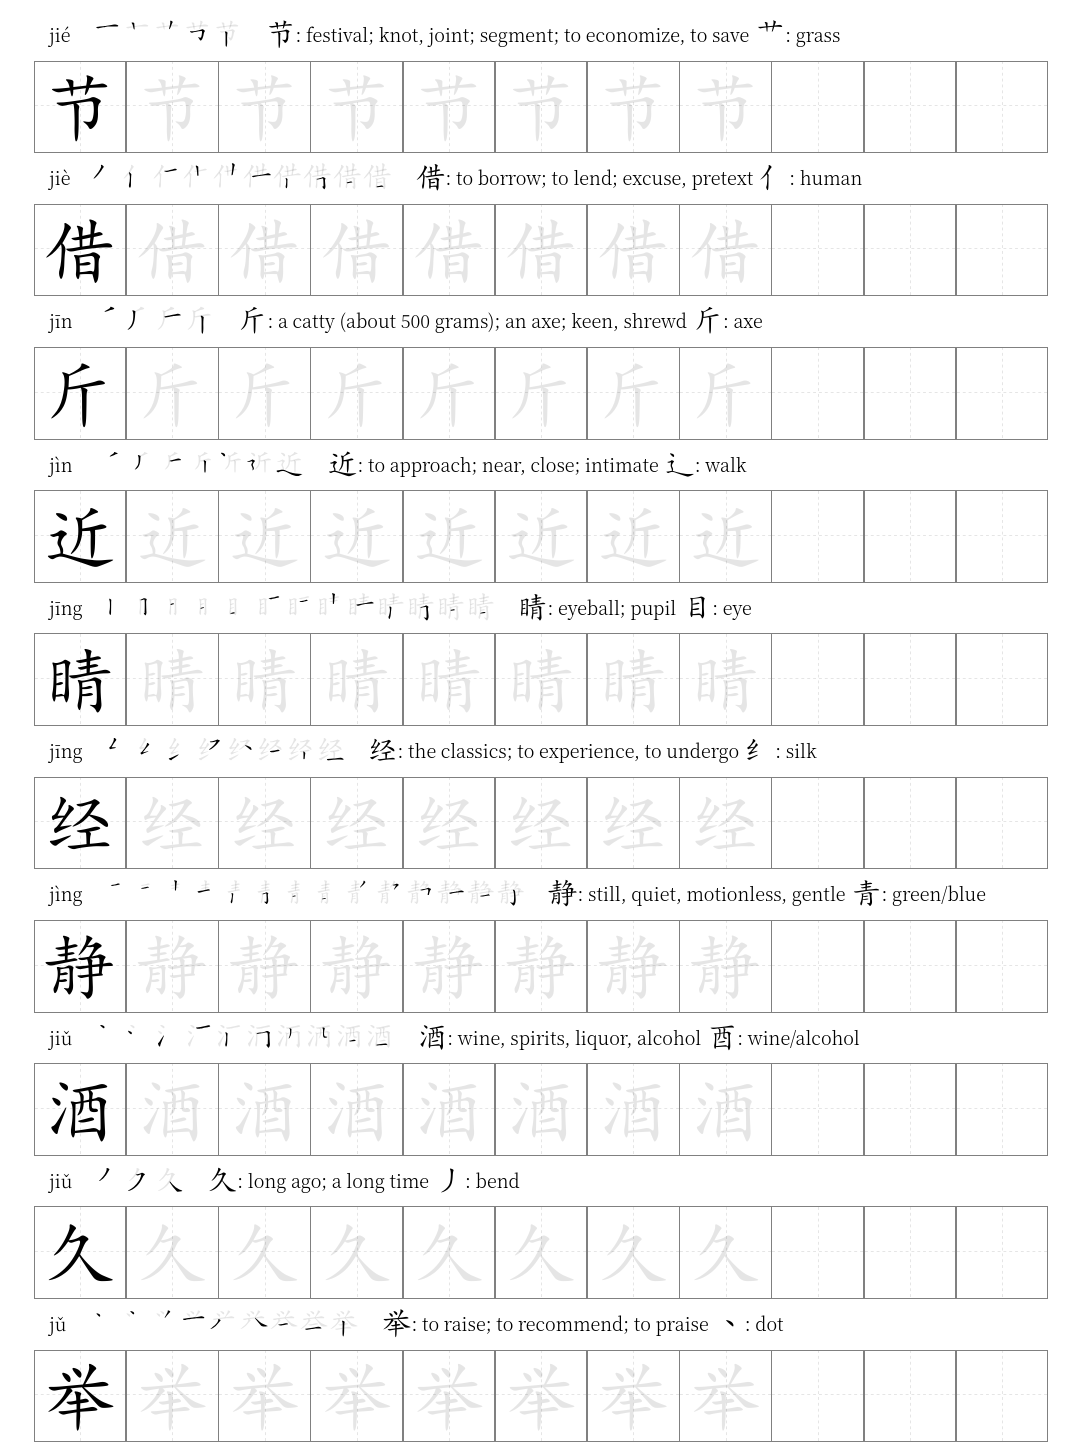 jié 节: festival; knot, joint; segment; to economize, to save 艹: grass
节 节 节 节 节 节 节 节
jiè 借: to borrow; to lend; excuse, pretext 亻: human
借 借 借 借 借 借 借 借
jīn 斤: a catty (about 500 grams); an axe; keen, shrewd 斤: axe
斤 斤 斤 斤 斤 斤 斤 斤
jìn 近: to approach; near, close; intimate 辶: walk
近 近 近 近 近 近 近 近
jīng 睛: eyeball; pupil 目: eye
睛 睛 睛 睛 睛 睛 睛 睛
jīng 经: the classics; to experience, to undergo 纟: silk
经 经 经 经 经 经 经 经
jìng 静: still, quiet, motionless, gentle 青: green/blue
静 静 静 静 静 静 静 静
jiǔ 酒: wine, spirits, liquor, alcohol 酉: wine/alcohol
酒 酒 酒 酒 酒 酒 酒 酒
jiǔ 久: long ago; a long time 丿: bend
久 久 久 久 久 久 久 久
jǔ 举: to raise; to recommend; to praise 丶: dot
举 举 举 举 举 举 举 举